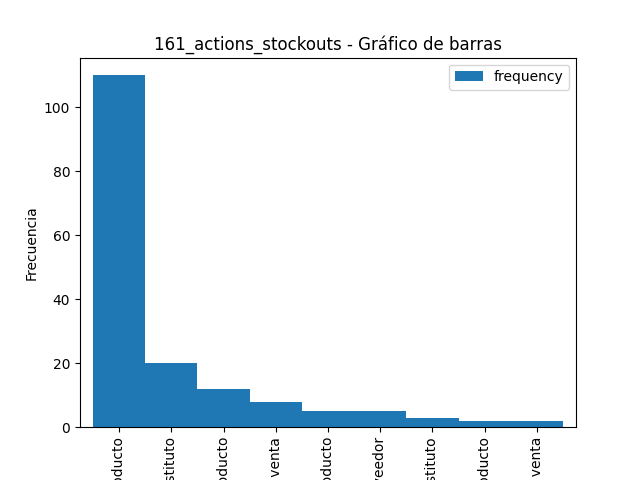 161_actions_stockouts - Gráfico de barras
frequency
Frecuencia
100
80
60
40
20
0
oducto
stituto
oducto
venta
oducto
veedor
stituto
oducto
venta